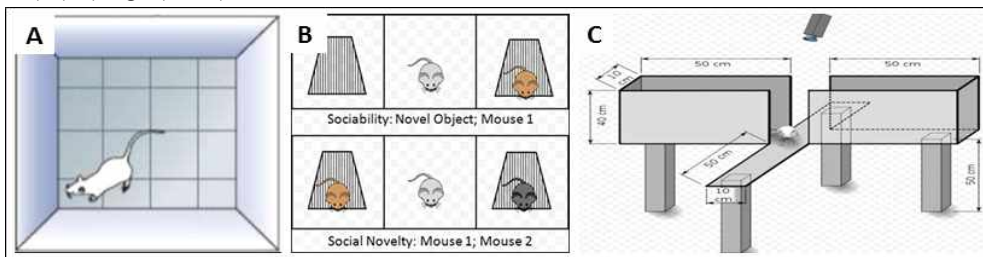 A
B
C
Sociability: Novel Object; Mouse 1
Social Novelty: Mouse 1; Mouse 2
50 cm
50 cm
10 cm
40 cm
50 cm
10 cm
50 cm